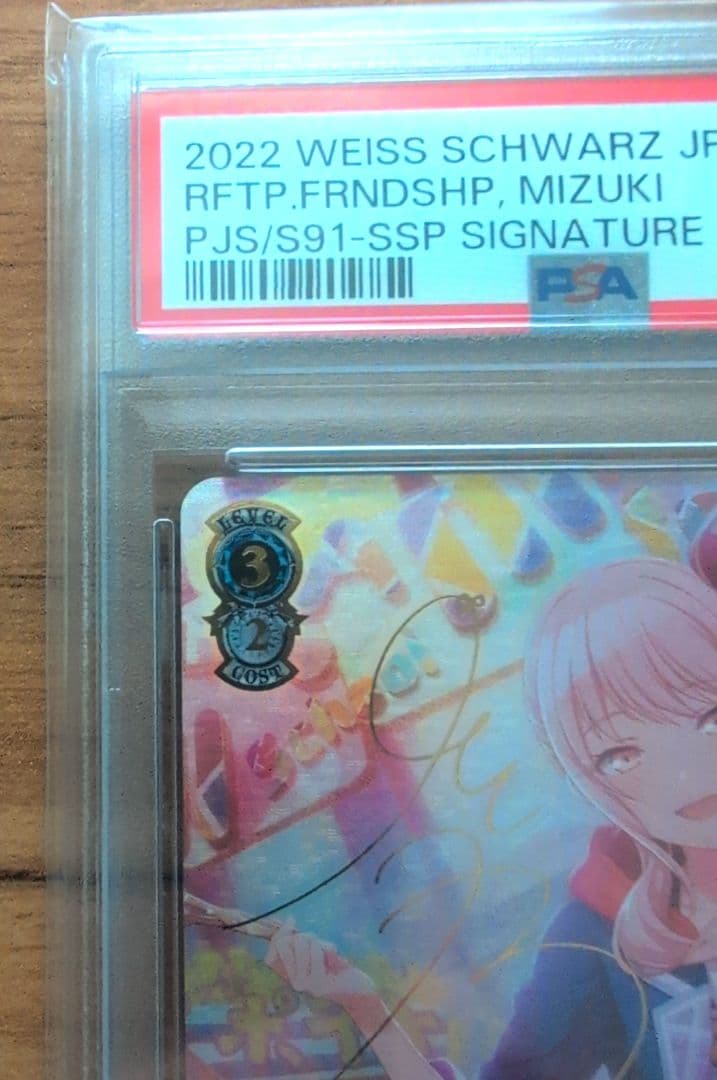 2022 WEISS SCHWARZ JP
RFTP.FRNDSHP, MIZUKI
PJS/S91-SSP SIGNATURE
PSA
LEVEL
3
2
COST